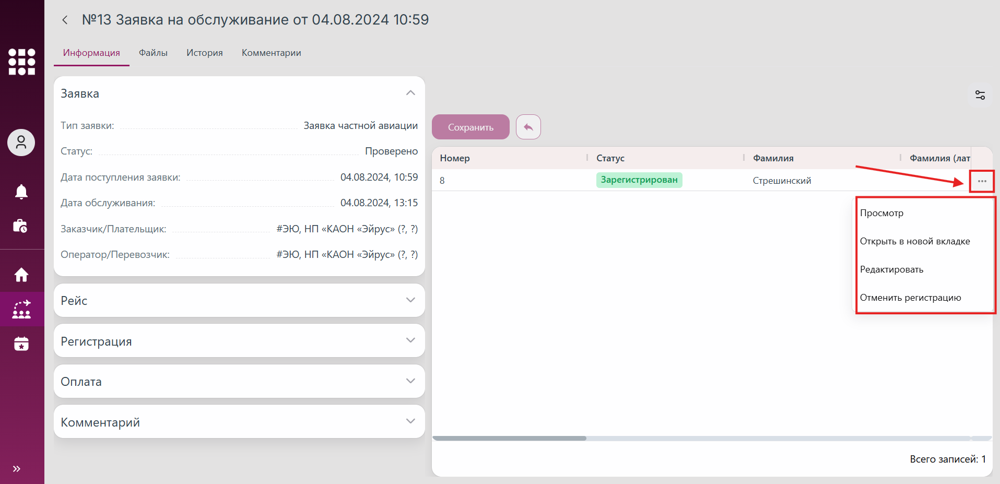 №13 Заявка на обслуживание от 04.08.2024 10:59
Информация Файлы История Комментарии
Заявка
Тип заявки: Заявка частной авиации
Статус: Проверено
Дата поступления заявки: 04.08.2024, 10:59
Дата обслуживания: 04.08.2024, 13:15
Заказчик/Плательщик: #ЭЮ, НП «КАОН «Эйрус» (?, ?)
Оператор/Перевозчик: #ЭЮ, НП «КАОН «Эйрус» (?, ?)
Рейс
Регистрация
Оплата
Комментарий
Сохранить
Номер Статус Фамилия Фамилия (лат
8 Зарегистрирован Стрешинский
Просмотр
Открыть в новой вкладке
Редактировать
Отменить регистрацию
Всего записей: 1